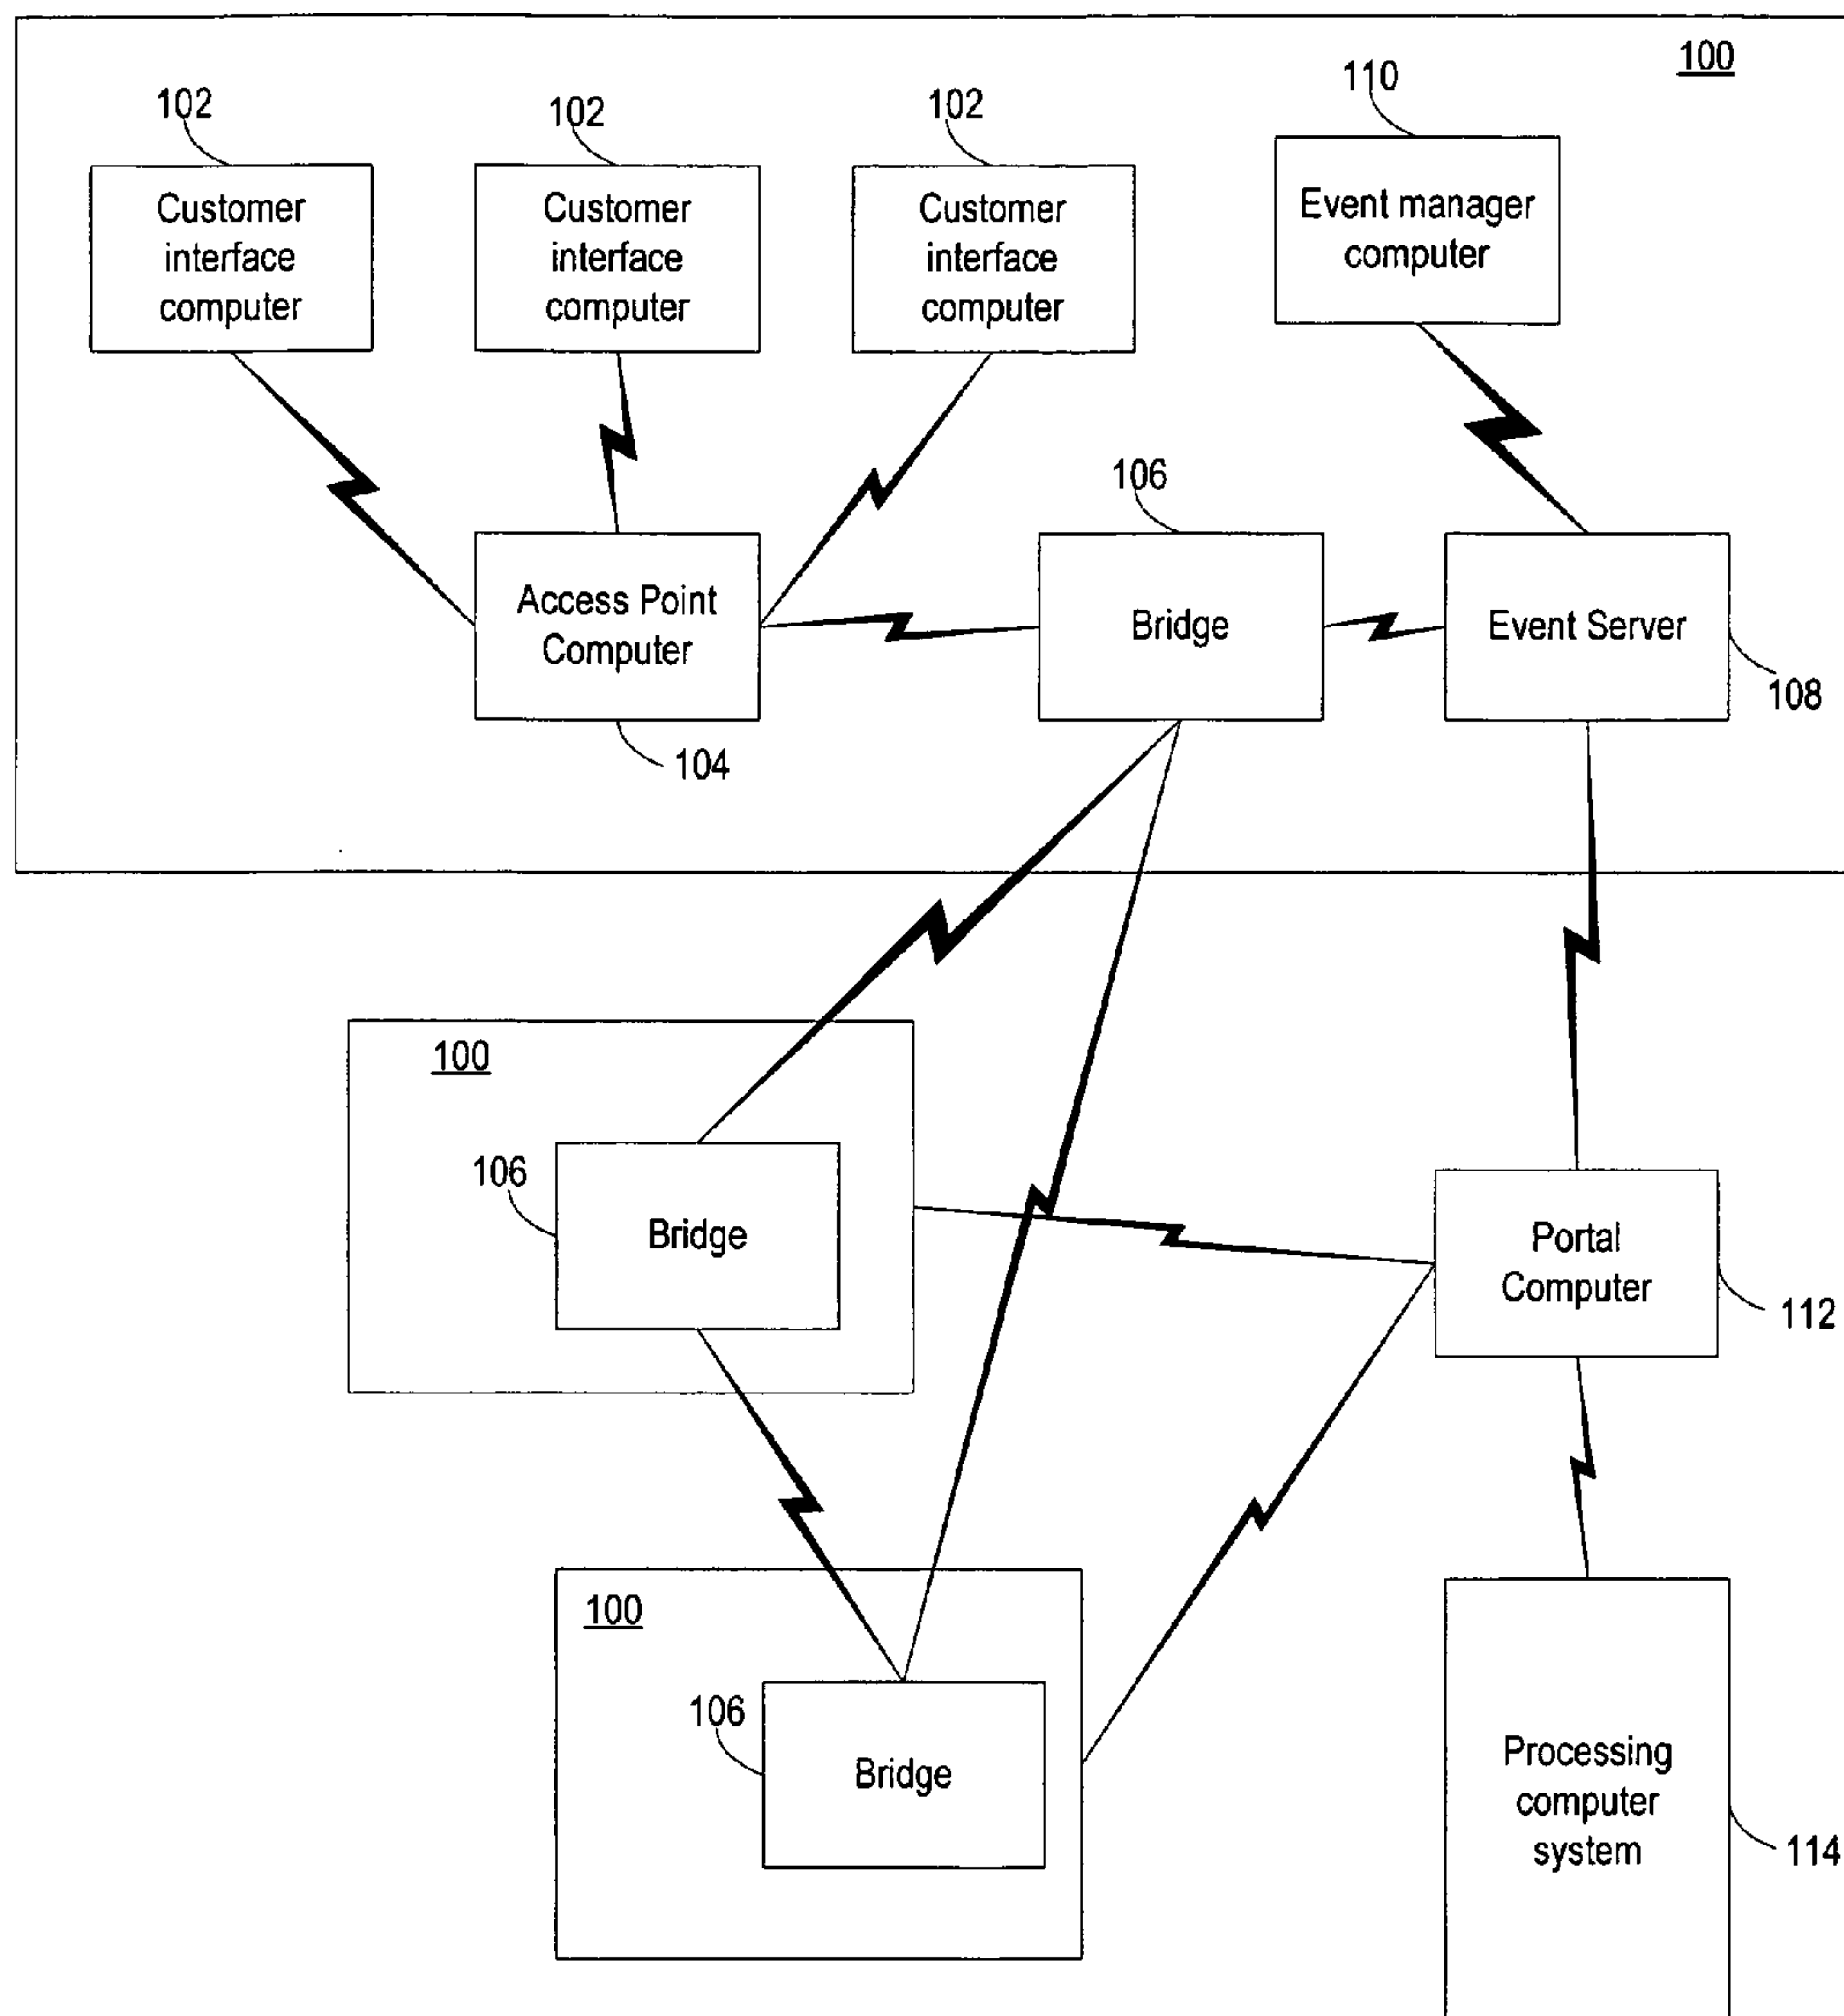 100
102
102
102
110
Customer
interface
computer
Customer
interface
computer
Customer
interface
computer
Event manager
computer
106
Access Point
Computer
Bridge
Event Server
108
104
100
106
Bridge
Portal
Computer
112
100
106
Bridge
Processing
computer
system
114